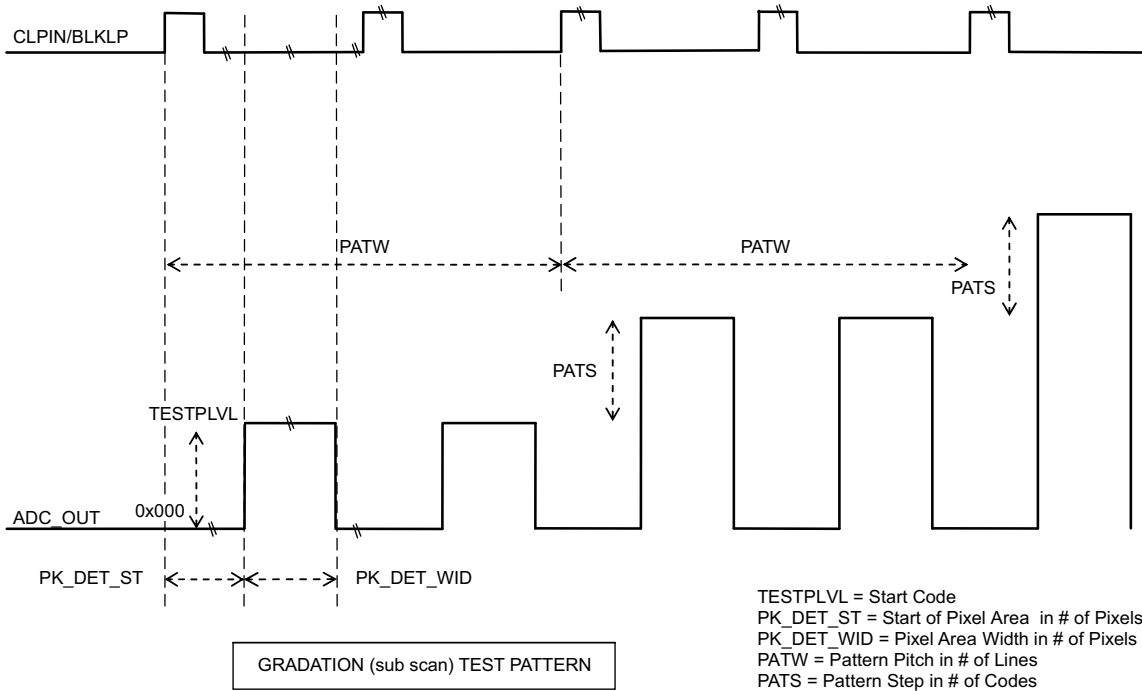 CLPIN/BLKLP
PATW
PATW
PATS
PATS
TESTPLVL
0x000
ADC_OUT
PK_DET_ST
PK_DET_WID
TESTPLVL = Start Code
PK_DET_ST = Start of Pixel Area in # of Pixels
PK_DET_WID = Pixel Area Width in # of Pixels
PATW = Pattern Pitch in # of Lines
PATS = Pattern Step in # of Codes
GRADATION (sub scan) TEST PATTERN